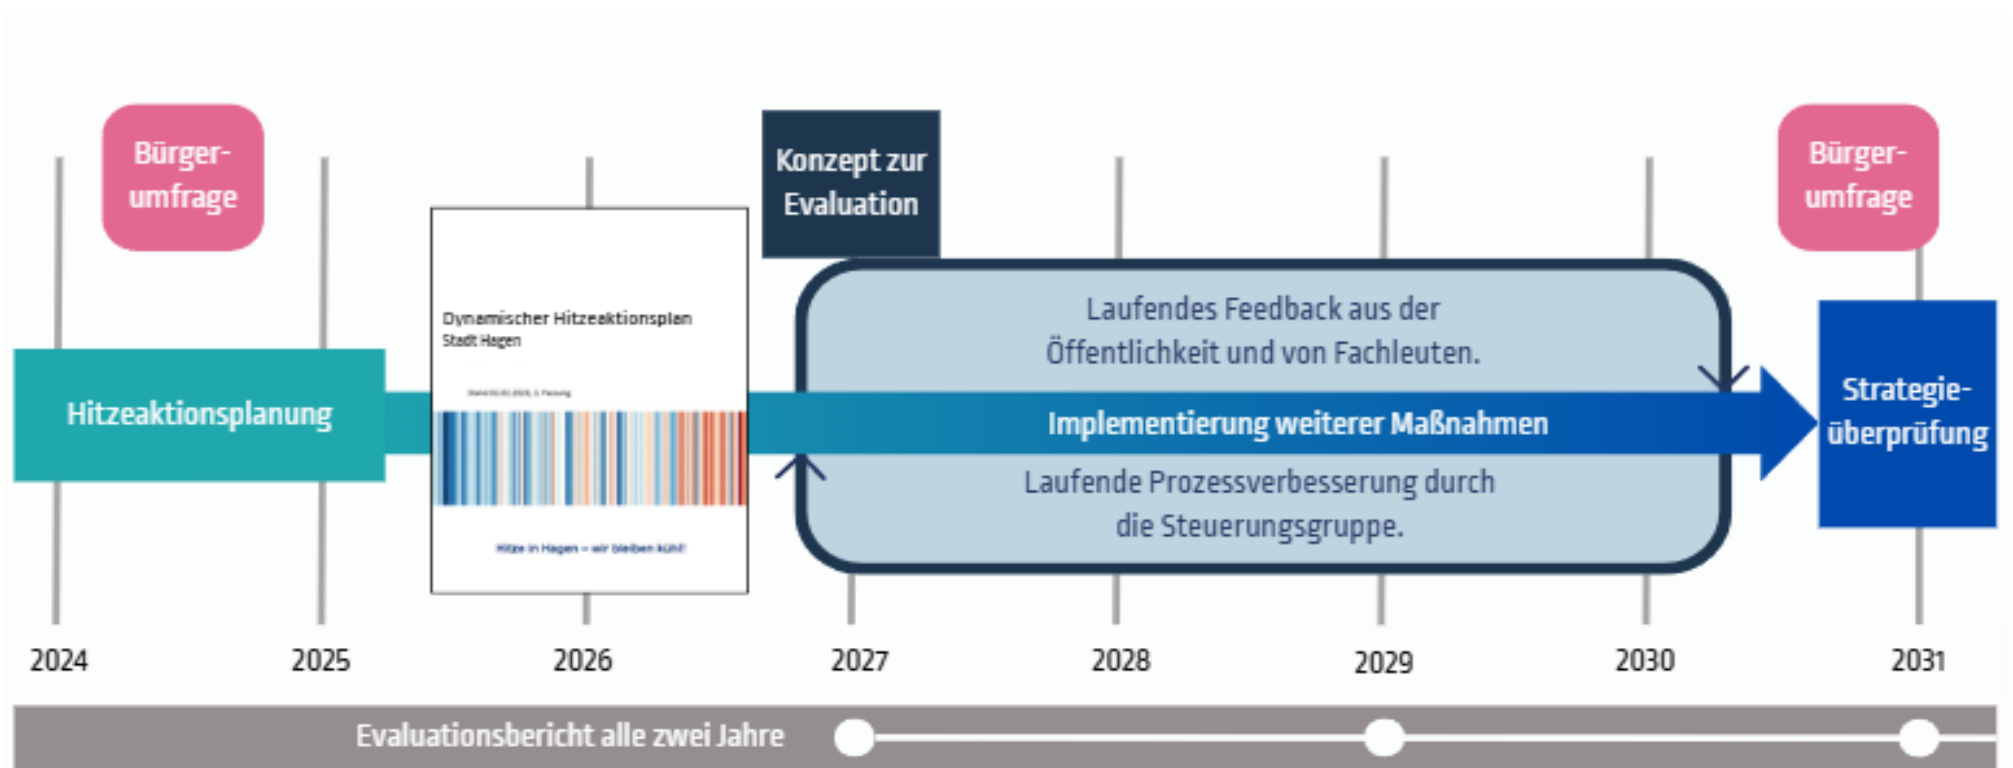 Bürger-
umfrage
Konzept zur
Evaluation
Bürger-
umfrage
Dynamischer Hitzeaktionsplan
Stadt Hagen
Hitze in Hagen – wir bleiben kühl!
Hitzeaktionsplanung
Laufendes Feedback aus der
Öffentlichkeit und von Fachleuten.
Implementierung weiterer Maßnahmen
Laufende Prozessverbesserung durch
die Steuerungsgruppe.
Strategie-
überprüfung
2024 2025 2026 2027 2028 2029 2030 2031
Evaluationsbericht alle zwei Jahre